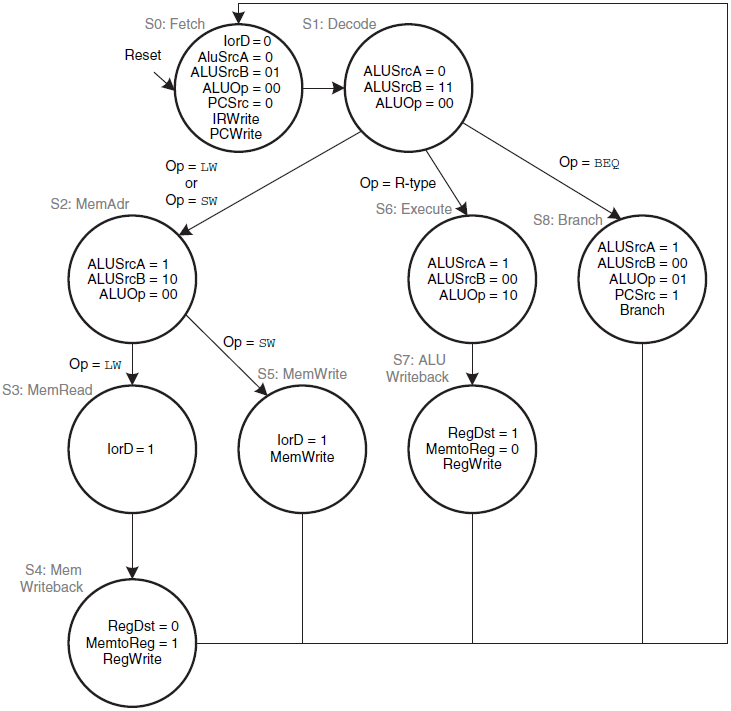 S0: Fetch
S1: Decode
Reset
IorD = 0
AluSrcA = 0
ALUSrcB = 01
ALUOp = 00
PCSrc = 0
IRWrite
PCWrite
ALUSrcA = 0
ALUSrcB = 11
ALUOp = 00
Op = LW
or
Op = SW
Op = R-type
Op = BEQ
S2: MemAdr
S6: Execute
S8: Branch
ALUSrcA = 1
ALUSrcB = 10
ALUOp = 00
ALUSrcA = 1
ALUSrcB = 00
ALUOp = 10
ALUSrcA = 1
ALUSrcB = 00
ALUOp = 01
PCSrc = 1
Branch
Op = LW
Op = SW
S3: MemRead
S5: MemWrite
S7: ALU
Writeback
IorD = 1
IorD = 1
MemWrite
RegDst = 1
MemtoReg = 0
RegWrite
S4: Mem
Writeback
RegDst = 0
MemtoReg = 1
RegWrite